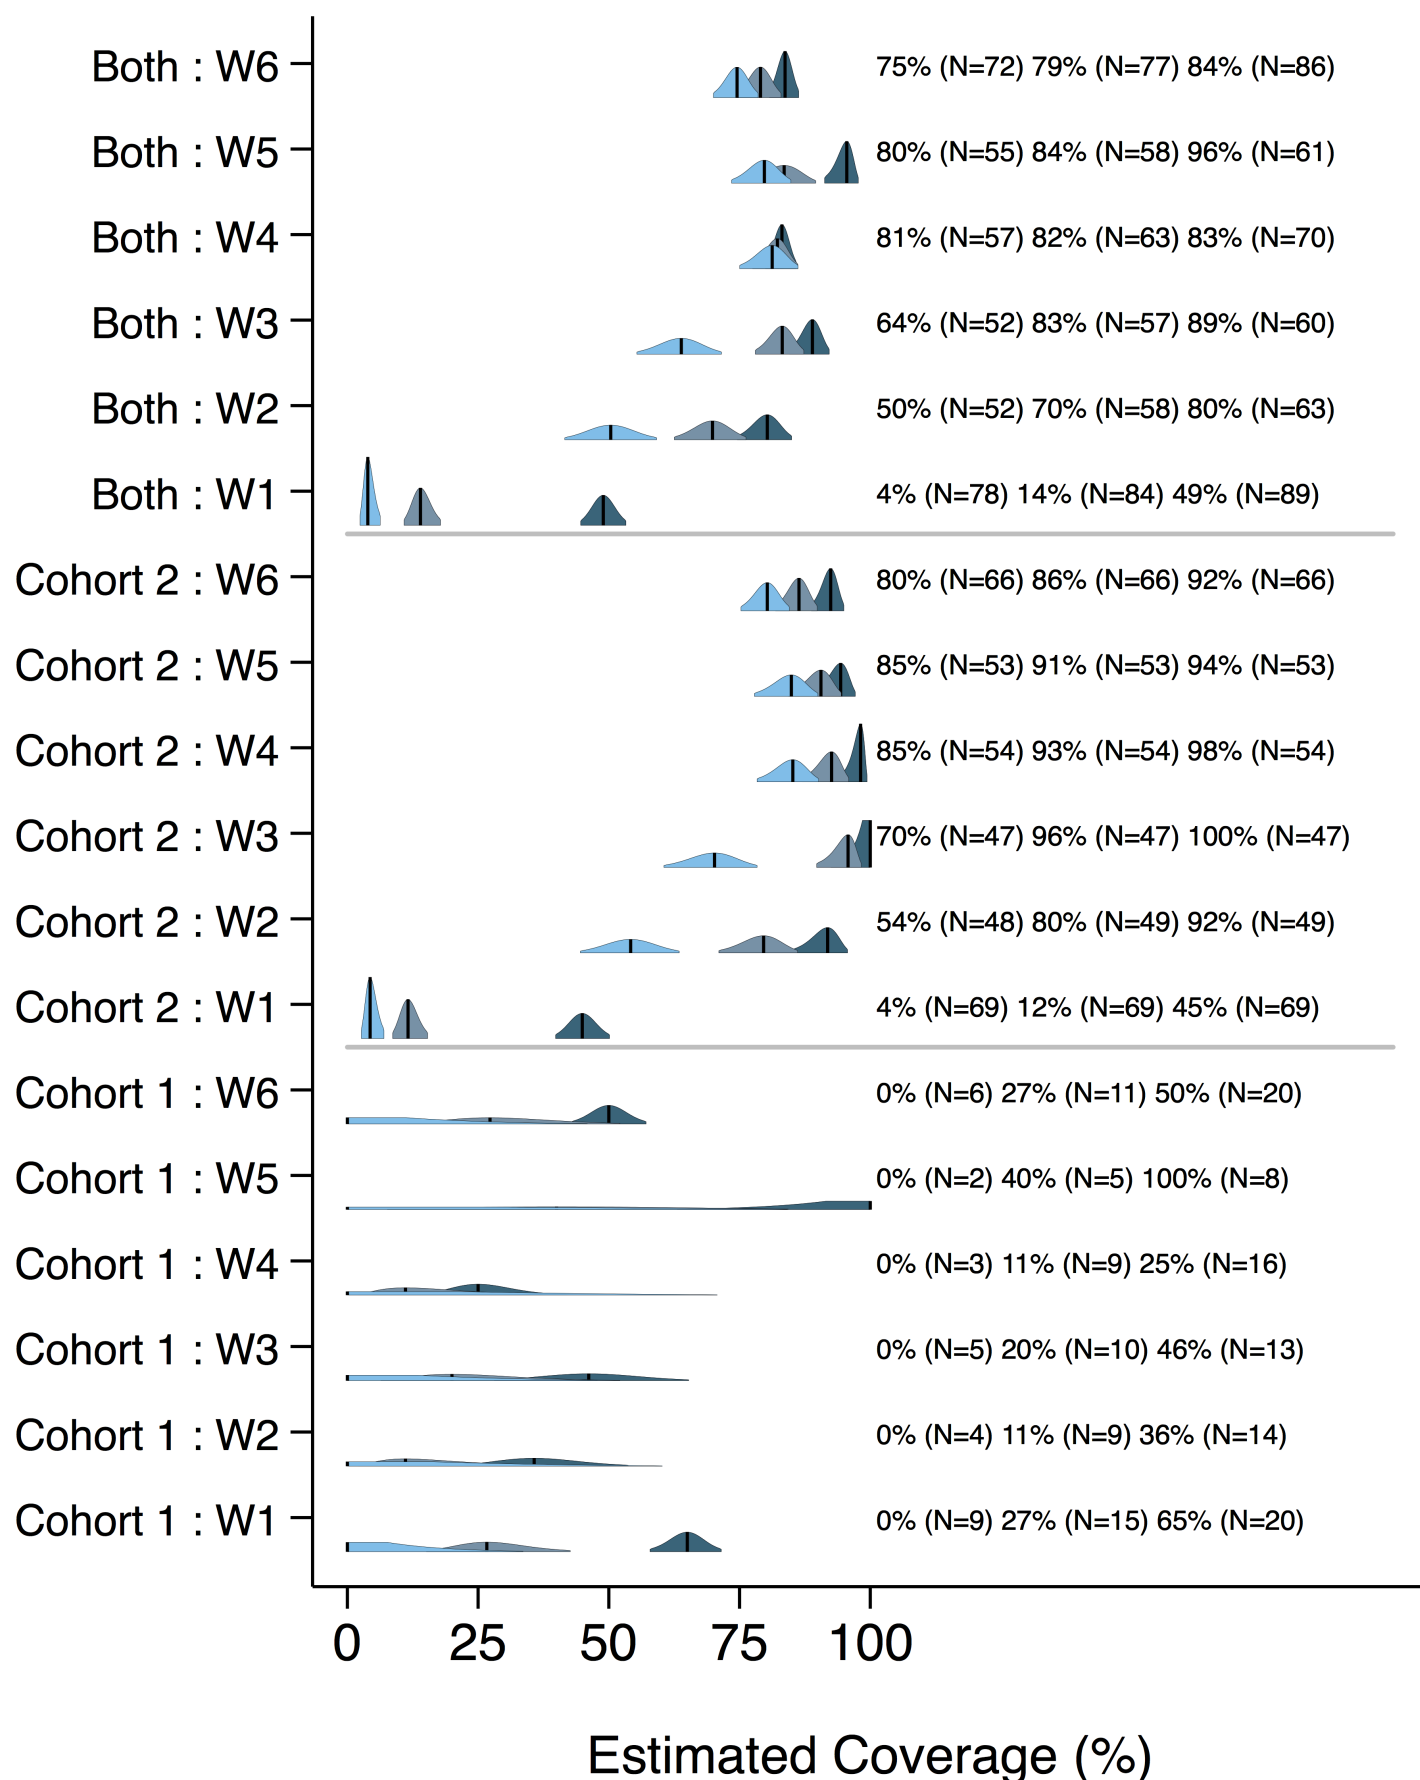 Both : W6 75% (N=72) 79% (N=77) 84% (N=86)
Both : W5 80% (N=55) 84% (N=58) 96% (N=61)
Both : W4 81% (N=57) 82% (N=63) 83% (N=70)
Both : W3 64% (N=52) 83% (N=57) 89% (N=60)
Both : W2 50% (N=52) 70% (N=58) 80% (N=63)
Both : W1 4% (N=78) 14% (N=84) 49% (N=89)
Cohort 2 : W6 80% (N=66) 86% (N=66) 92% (N=66)
Cohort 2 : W5 85% (N=53) 91% (N=53) 94% (N=53)
Cohort 2 : W4 85% (N=54) 93% (N=54) 98% (N=54)
Cohort 2 : W3 70% (N=47) 96% (N=47) 100% (N=47)
Cohort 2 : W2 54% (N=48) 80% (N=49) 92% (N=49)
Cohort 2 : W1 4% (N=69) 12% (N=69) 45% (N=69)
Cohort 1 : W6 0% (N=6) 27% (N=11) 50% (N=20)
Cohort 1 : W5 0% (N=2) 40% (N=5) 100% (N=8)
Cohort 1 : W4 0% (N=3) 11% (N=9) 25% (N=16)
Cohort 1 : W3 0% (N=5) 20% (N=10) 46% (N=13)
Cohort 1 : W2 0% (N=4) 11% (N=9) 36% (N=14)
Cohort 1 : W1 0% (N=9) 27% (N=15) 65% (N=20)
0 25 50 75 100
Estimated Coverage (%)